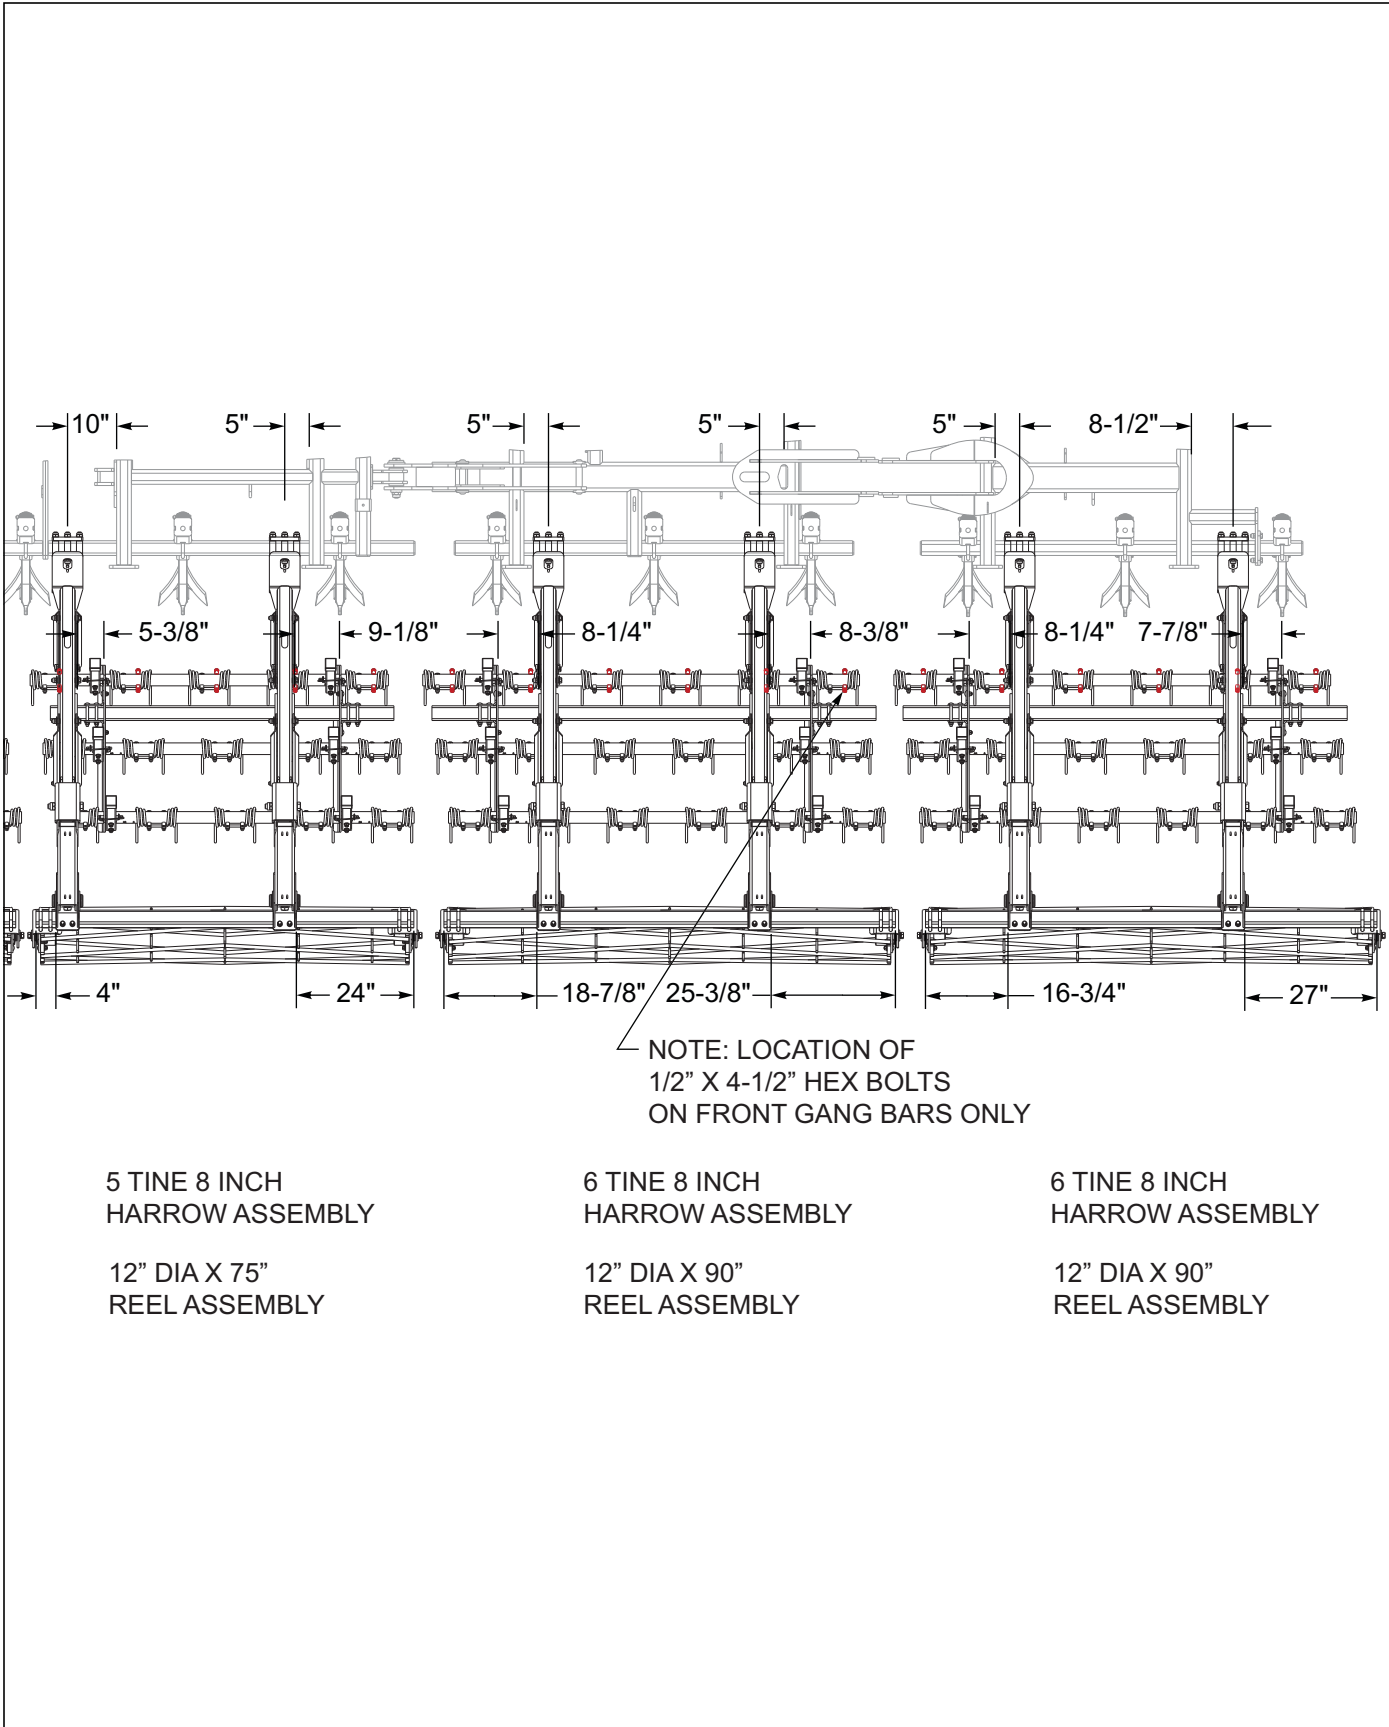 10" 5" 5" 5" 5" 8-1/2"
5-3/8" 9-1/8" 8-1/4" 8-3/8" 8-1/4" 7-7/8"
4" 24" 18-7/8" 25-3/8" 16-3/4" 27"
NOTE: LOCATION OF
1/2” X 4-1/2” HEX BOLTS
ON FRONT GANG BARS ONLY
5 TINE 8 INCH
HARROW ASSEMBLY
12” DIA X 75”
REEL ASSEMBLY
6 TINE 8 INCH
HARROW ASSEMBLY
12” DIA X 90”
REEL ASSEMBLY
6 TINE 8 INCH
HARROW ASSEMBLY
12” DIA X 90”
REEL ASSEMBLY